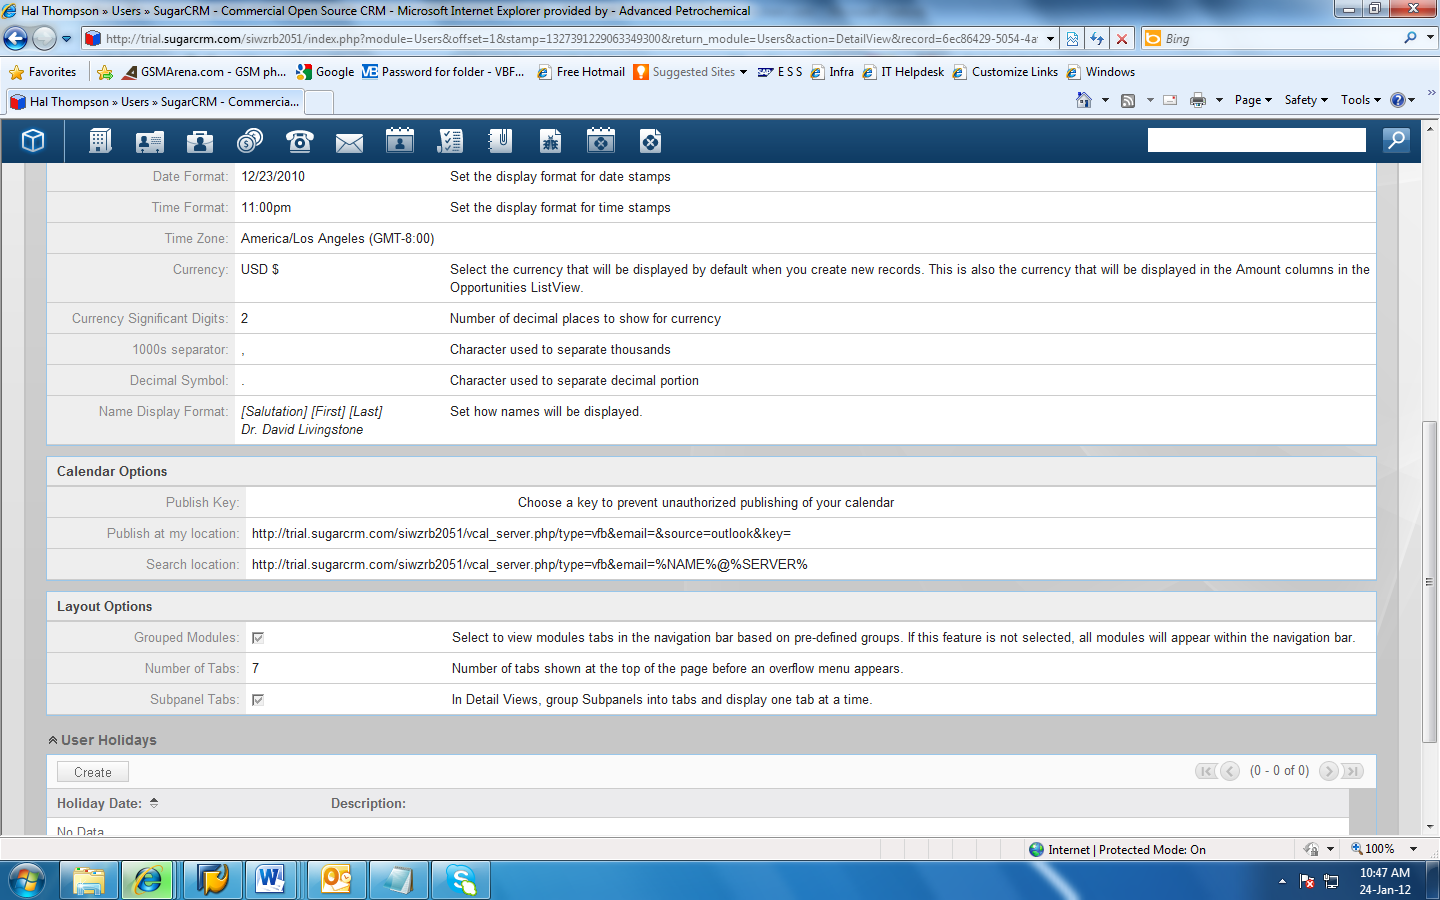 Hal Thompson » Users » SugarCRM - Commercial Open Source CRM - Microsoft Internet Explorer provided by - Advanced Petrochemical
http://trial.sugarcrm.com/siwzrb2051/index.php?module=Users&offset=1&stamp=1327391229063349300&return_module=Users&action=DetailView&record=6ec86429-5054-4a
Bing
Favorites GSMArena.com - GSM ph... Google Password for folder - VBF... Free Hotmail Suggested Sites E S S Infra IT Helpdesk Customize Links Windows
Hal Thompson » Users » SugarCRM - Commercia... Page Safety Tools
Date Format: 12/23/2010 Set the display format for date stamps
Time Format: 11:00pm Set the display format for time stamps
Time Zone: America/Los Angeles (GMT-8:00)
Currency: USD $ Select the currency that will be displayed by default when you create new records. This is also the currency that will be displayed in the Amount columns in the
Opportunities ListView.
Currency Significant Digits: 2 Number of decimal places to show for currency
1000s separator: , Character used to separate thousands
Decimal Symbol: . Character used to separate decimal portion
Name Display Format: [Salutation] [First] [Last] Set how names will be displayed.
Dr. David Livingstone
Calendar Options
Publish Key: Choose a key to prevent unauthorized publishing of your calendar
Publish at my location: http://trial.sugarcrm.com/siwzrb2051/vcal_server.php/type=vfb&email=&source=outlook&key=
Search location: http://trial.sugarcrm.com/siwzrb2051/vcal_server.php/type=vfb&email=%NAME%@%SERVER%
Layout Options
Grouped Modules: Select to view modules tabs in the navigation bar based on pre-defined groups. If this feature is not selected, all modules will appear within the navigation bar.
Number of Tabs: 7 Number of tabs shown at the top of the page before an overflow menu appears.
Subpanel Tabs: In Detail Views, group Subpanels into tabs and display one tab at a time.
User Holidays
Create (0 - 0 of 0)
Holiday Date: Description:
No Data
Internet | Protected Mode: On 100%
10:47 AM
24-Jan-12